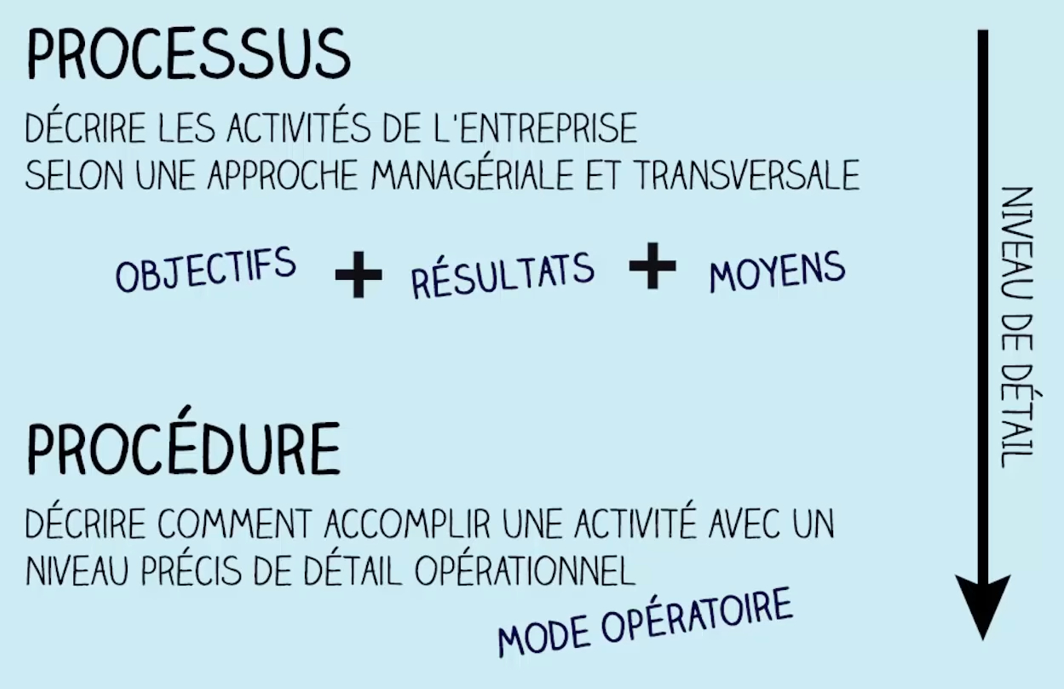 PROCESSUS
DÉCRIRE LES ACTIVITÉS DE L'ENTREPRISE
SELON UNE APPROCHE MANAGÉRIALE ET TRANSVERSALE
OBJECTIFS + RÉSULTATS + MOYENS
PROCÉDURE
DÉCRIRE COMMENT ACCOMPLIR UNE ACTIVITÉ AVEC UN
NIVEAU PRÉCIS DE DÉTAIL OPÉRATIONNEL
MODE OPÉRATOIRE
NIVEAU DE DÉTAIL